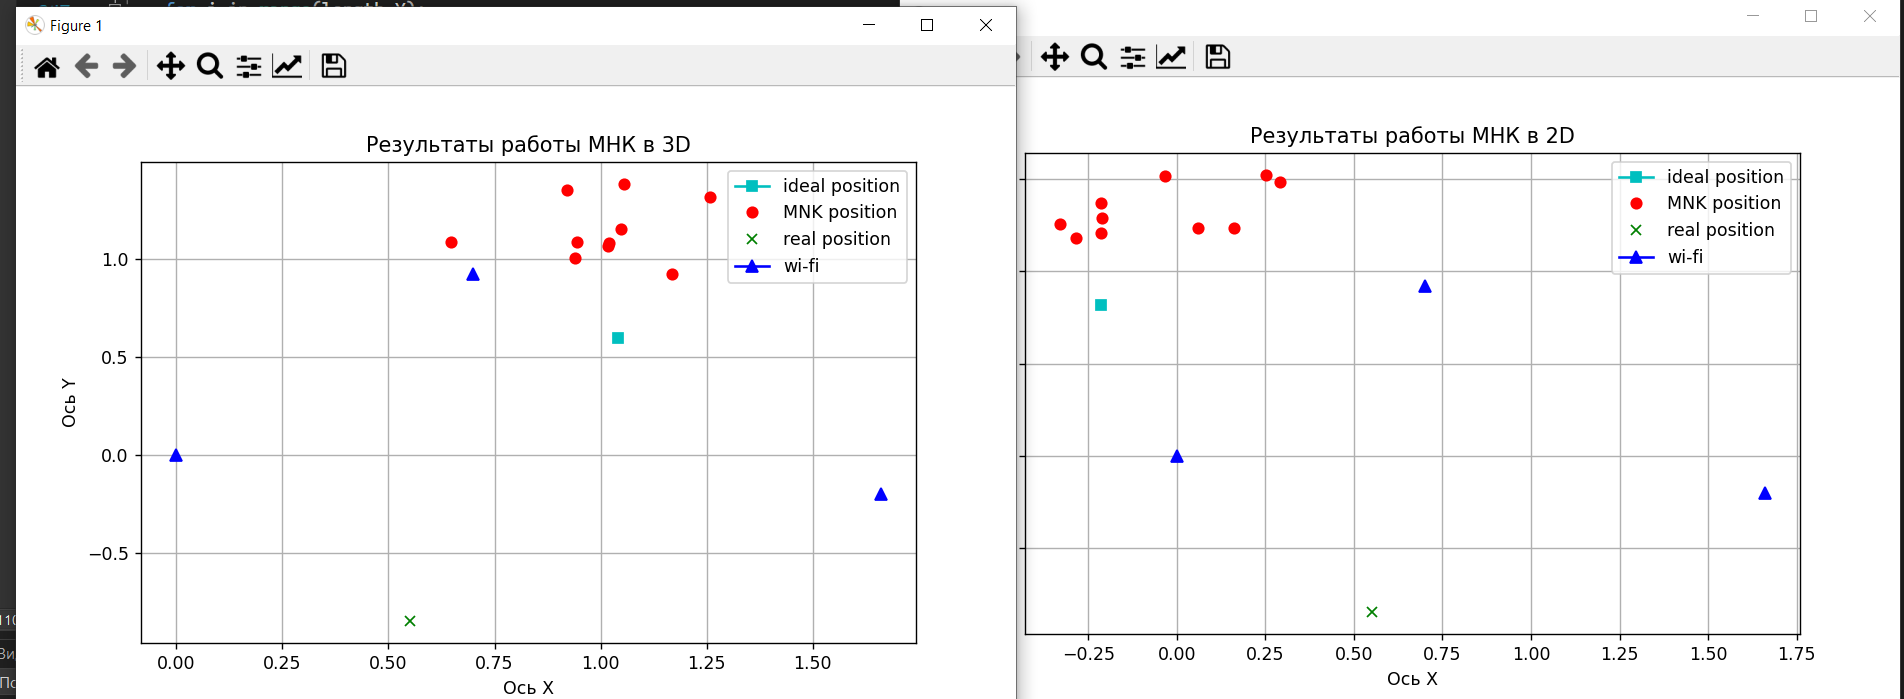 Figure 1
Результаты работы МНК в 3D
ideal position
MNK position
real position
wi-fi
1.0
0.5
0.0
−0.5
Ось Y
0.00 0.25 0.50 0.75 1.00 1.25 1.50
Ось X
Результаты работы МНК в 2D
ideal position
MNK position
real position
wi-fi
−0.25 0.00 0.25 0.50 0.75 1.00 1.25 1.50 1.75
Ось X